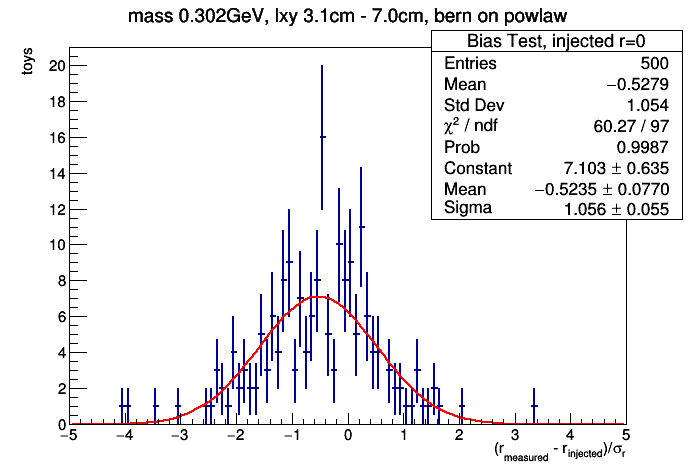 mass 0.302GeV, lxy 3.1cm - 7.0cm, bern on powlaw
Bias Test, injected r=0
Entries 500
Mean −0.5279
Std Dev 1.054
χ² / ndf 60.27 / 97
Prob 0.9987
Constant 7.103 ± 0.635
Mean −0.5235 ± 0.0770
Sigma 1.056 ± 0.055
toys
20
18
16
14
12
10
8
6
4
2
0
−5 −4 −3 −2 −1 0 1 2 3 4 5
(r_measured - r_injected)/σ_r